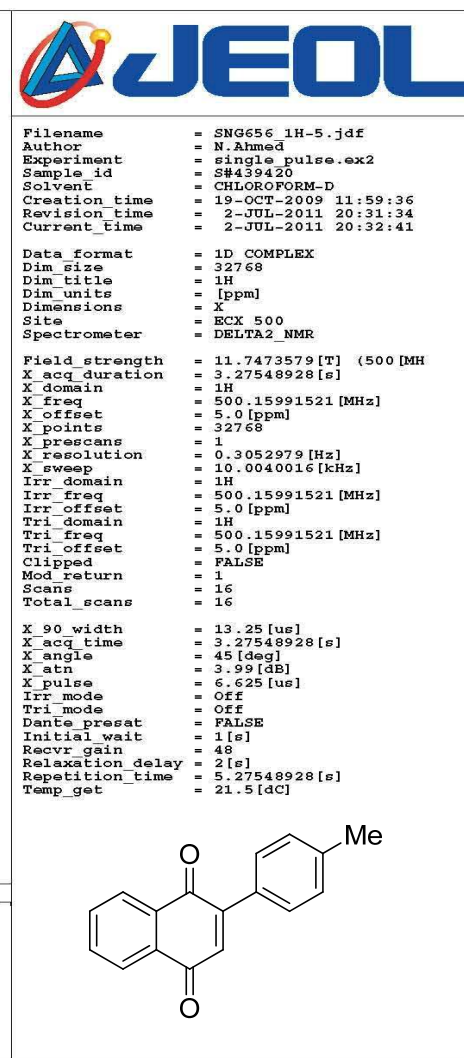 JEOL
Filename = SNG656_1H-5.jdf
Author = N.Ahmed
Experiment = single_pulse.ex2
Sample_id = S#439420
Solvent = CHLOROFORM-D
Creation_time = 19-OCT-2009 11:59:36
Revision_time = 2-JUL-2011 20:31:34
Current_time = 2-JUL-2011 20:32:41
Data_format = 1D COMPLEX
Dim_size = 32768
Dim_title = 1H
Dim_units = [ppm]
Dimensions = X
Site = ECX 500
Spectrometer = DELTA2_NMR
Field_strength = 11.7473579[T] (500[MH
X_acq_duration = 3.27548928[s]
X_domain = 1H
X_freq = 500.15991521[MHz]
X_offset = 5.0[ppm]
X_points = 32768
X_prescans = 1
X_resolution = 0.3052979[Hz]
X_sweep = 10.0040016[kHz]
Irr_domain = 1H
Irr_freq = 500.15991521[MHz]
Irr_offset = 5.0[ppm]
Tri_domain = 1H
Tri_freq = 500.15991521[MHz]
Tri_offset = 5.0[ppm]
Clipped = FALSE
Mod_return = 1
Scans = 16
Total_scans = 16
X_90_width = 13.25[us]
X_acq_time = 3.27548928[s]
X_angle = 45[deg]
X_atn = 3.99[dB]
X_pulse = 6.625[us]
Irr_mode = Off
Tri_mode = Off
Dante_presat = FALSE
Initial_wait = 1[s]
Recvr_gain = 48
Relaxation_delay = 2[s]
Repetition_time = 5.27548928[s]
Temp_get = 21.5[dC]
Me
O
O